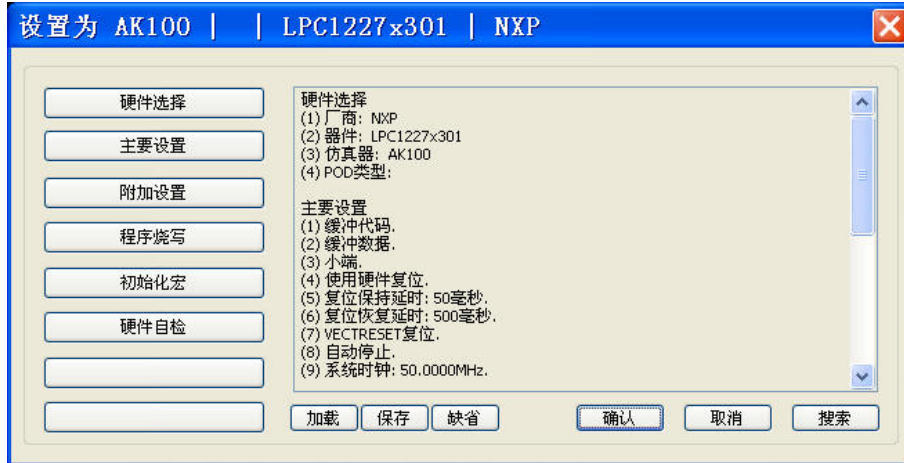 设置为 AK100 | | LPC1227x301 | NXP
硬件选择
主要设置
附加设置
程序烧写
初始化宏
硬件自检
硬件选择
(1) 厂商: NXP
(2) 器件: LPC1227x301
(3) 仿真器: AK100
(4) POD类型:
主要设置
(1) 缓冲代码.
(2) 缓冲数据.
(3) 小端.
(4) 使用硬件复位.
(5) 复位保持延时: 50毫秒.
(6) 复位恢复延时: 500毫秒.
(7) VECTRESET复位.
(8) 自动停止.
(9) 系统时钟: 50.0000MHz.
加载 保存 缺省 确认 取消 搜索